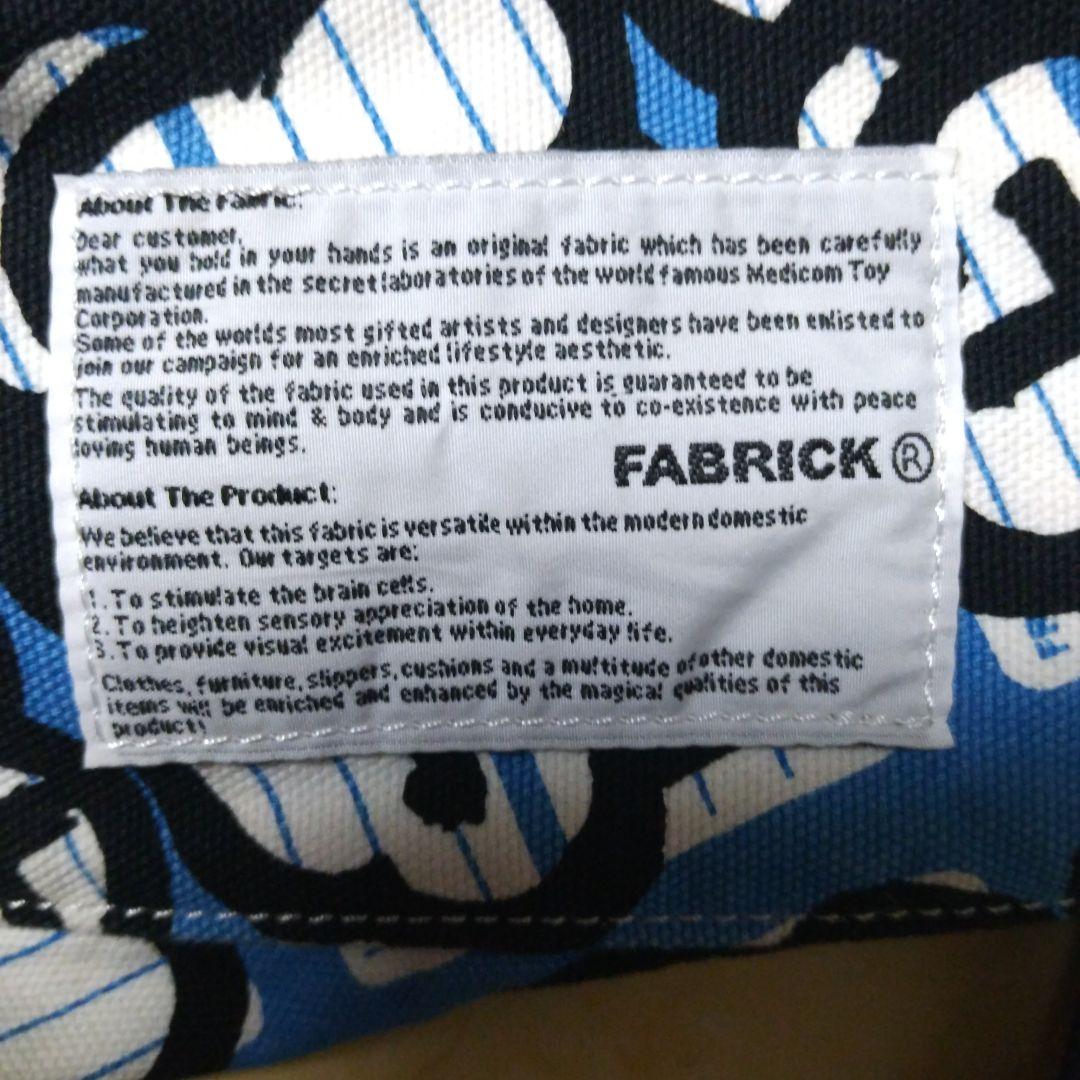 About The Fabric:
Dear customer,
what you hold in your hands is an original fabric which has been carefully
manufactured in the secret laboratories of the world famous Medicom Toy
Corporation.
Some of the worlds most gifted artists and designers have been enlisted to
join our campaign for an enriched lifestyle aesthetic.
The quality of the fabric used in this product is guaranteed to be
stimulating to mind & body and is conducive to co-existence with peace
loving human beings.
FABRICK ®
About The Product:
We believe that this fabric is versatile within the modern domestic
environment. Our targets are:
1. To stimulate the brain cells.
2. To heighten sensory appreciation of the home.
3. To provide visual excitement within everyday life.
Clothes, furniture, slippers, cushions and a multitude of other domestic
items will be enriched and enhanced by the magical qualities of this
product!